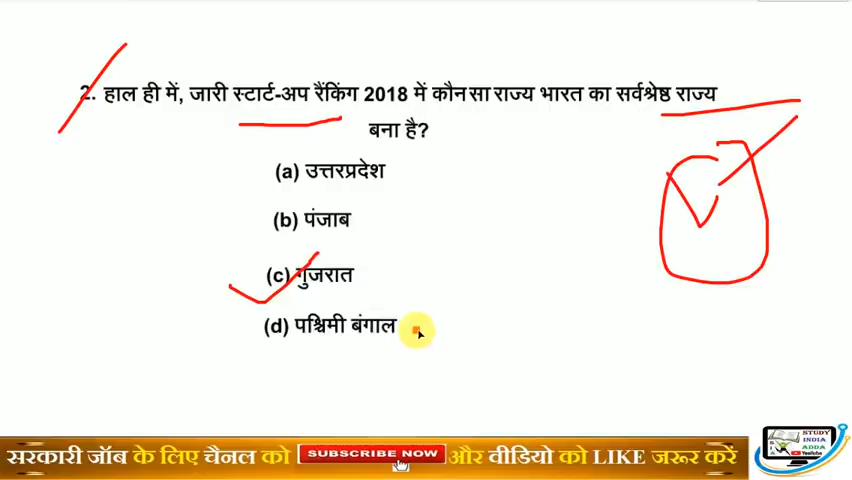 2. हाल ही में, जारी स्टार्ट-अप रैंकिंग 2018 में कौन सा राज्य भारत का सर्वश्रेष्ठ राज्य
बना है?
(a) उत्तरप्रदेश
(b) पंजाब
(c) गुजरात
(d) पश्चिमी बंगाल
सरकारी जॉब के लिए चैनल को SUBSCRIBE NOW और वीडियो को LIKE जरूर करें
STUDY
INDIA
ADDA
YouTube